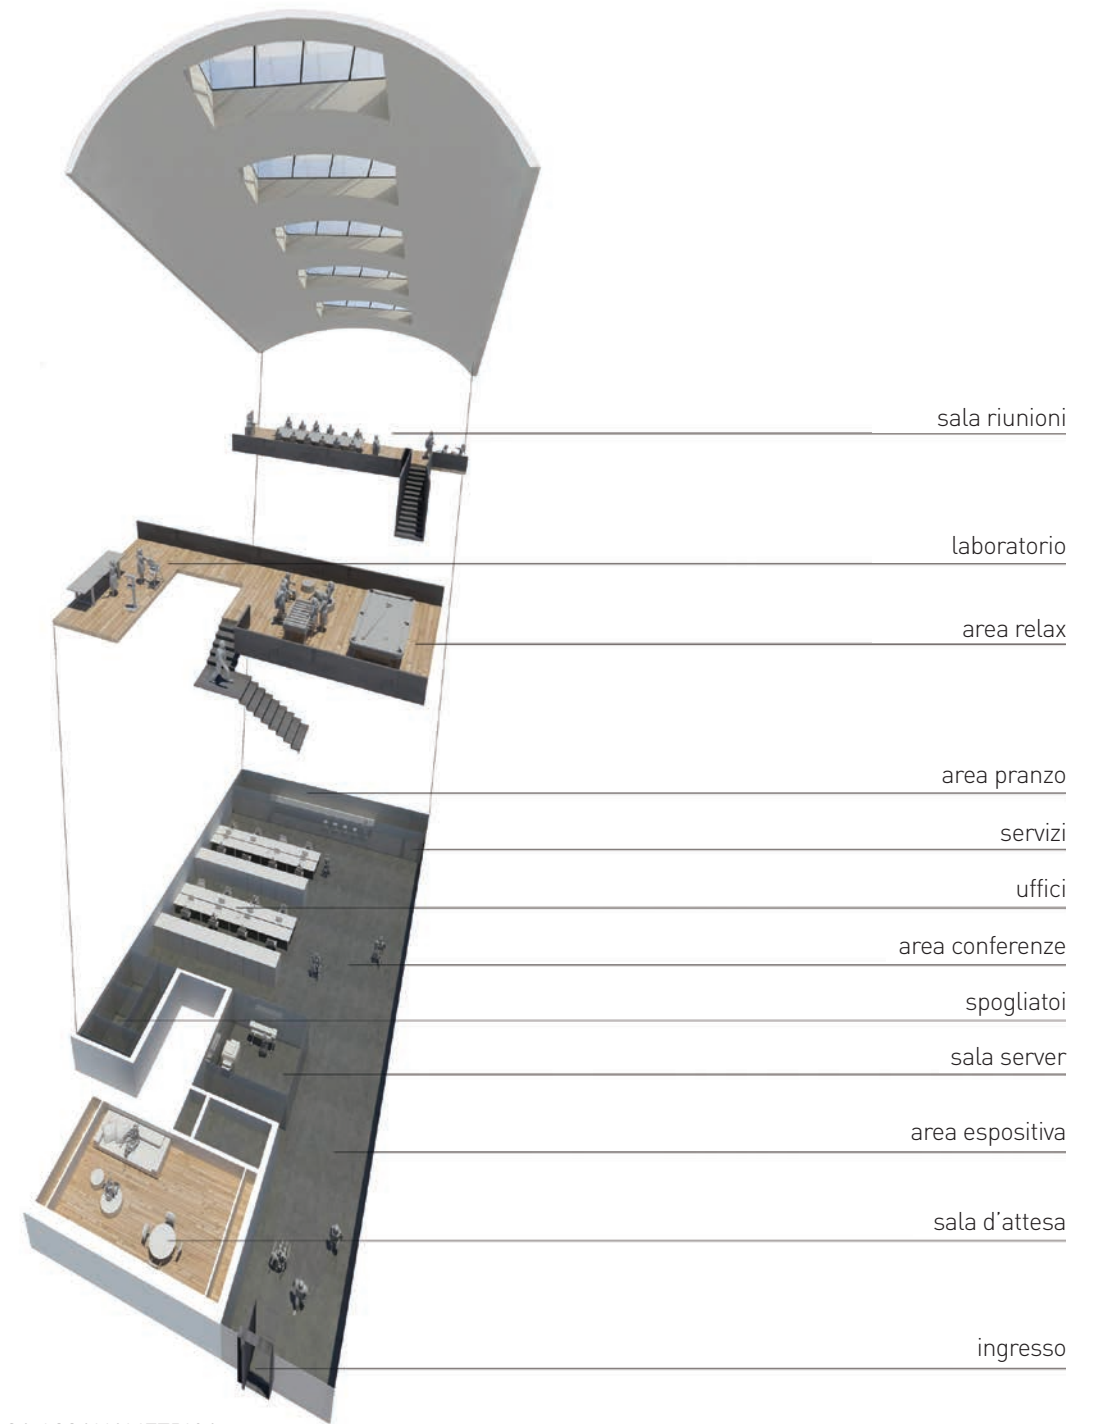 sala riunioni
laboratorio
area relax
area pranzo
servizi
uffici
area conferenze
spogliatoi
sala server
area espositiva
sala d'attesa
ingresso